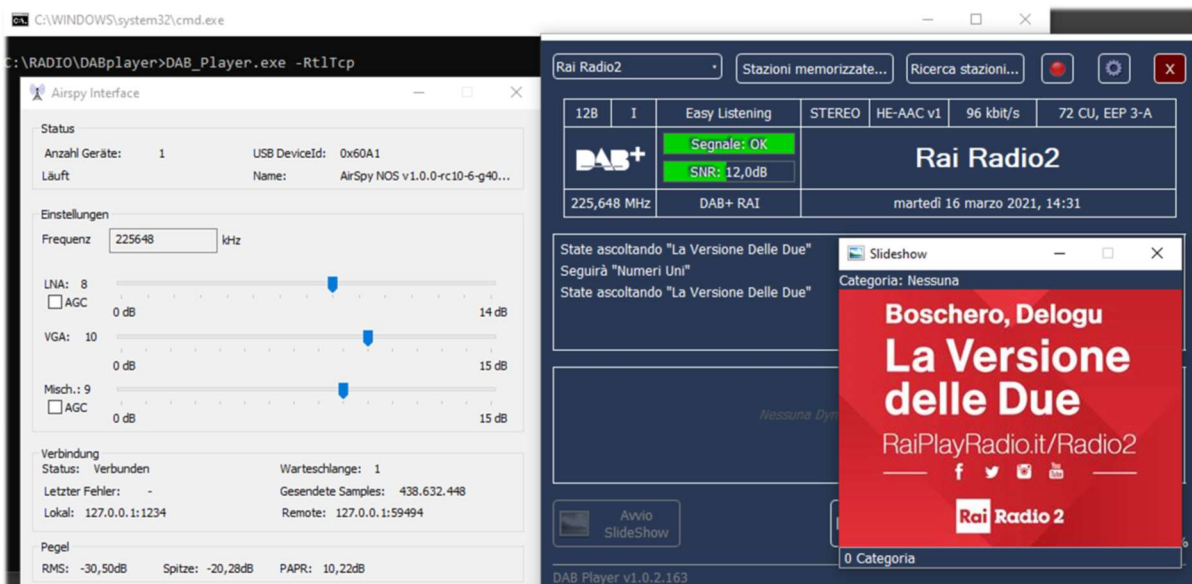 C:\WINDOWS\system32\cmd.exe
:\RADIO\DABplayer>DAB_Player.exe -RtlTcp
Airspy Interface
Status
Anzahl Geräte: 1 USB DeviceId: 0x60A1
Läuft Name: AirSpy NOS v1.0.0-rc10-6-g40...
Einstellungen
Frequenz 225648 kHz
LNA: 8
AGC
0 dB 14 dB
VGA: 10
0 dB 15 dB
Misch.: 9
AGC
0 dB 15 dB
Verbindung
Status: Verbunden Warteschlange: 1
Letzter Fehler: - Gesendete Samples: 438.632.448
Lokal: 127.0.0.1:1234 Remote: 127.0.0.1:59494
Pegel
RMS: -30,50dB Spitze: -20,28dB PAPR: 10,22dB
Rai Radio2 Stazioni memorizzate... Ricerca stazioni... X
12B I Easy Listening STEREO HE-AAC v1 96 kbit/s 72 CU, EEP 3-A
DAB+ Segnale: OK
SNR: 12,0dB
Rai Radio2
225,648 MHz DAB+ RAI martedì 16 marzo 2021, 14:31
State ascoltando "La Versione Delle Due"
Seguirà "Numeri Uni"
State ascoltando "La Versione Delle Due"
Nessuna Dyn
Avvio
SlideShow
%
DAB Player v1.0.2.163
Slideshow
Categoria: Nessuna
Boschero, Delogu
La Versione
delle Due
RaiPlayRadio.it/Radio2
f You Tube
Rai Radio 2
0 Categoria